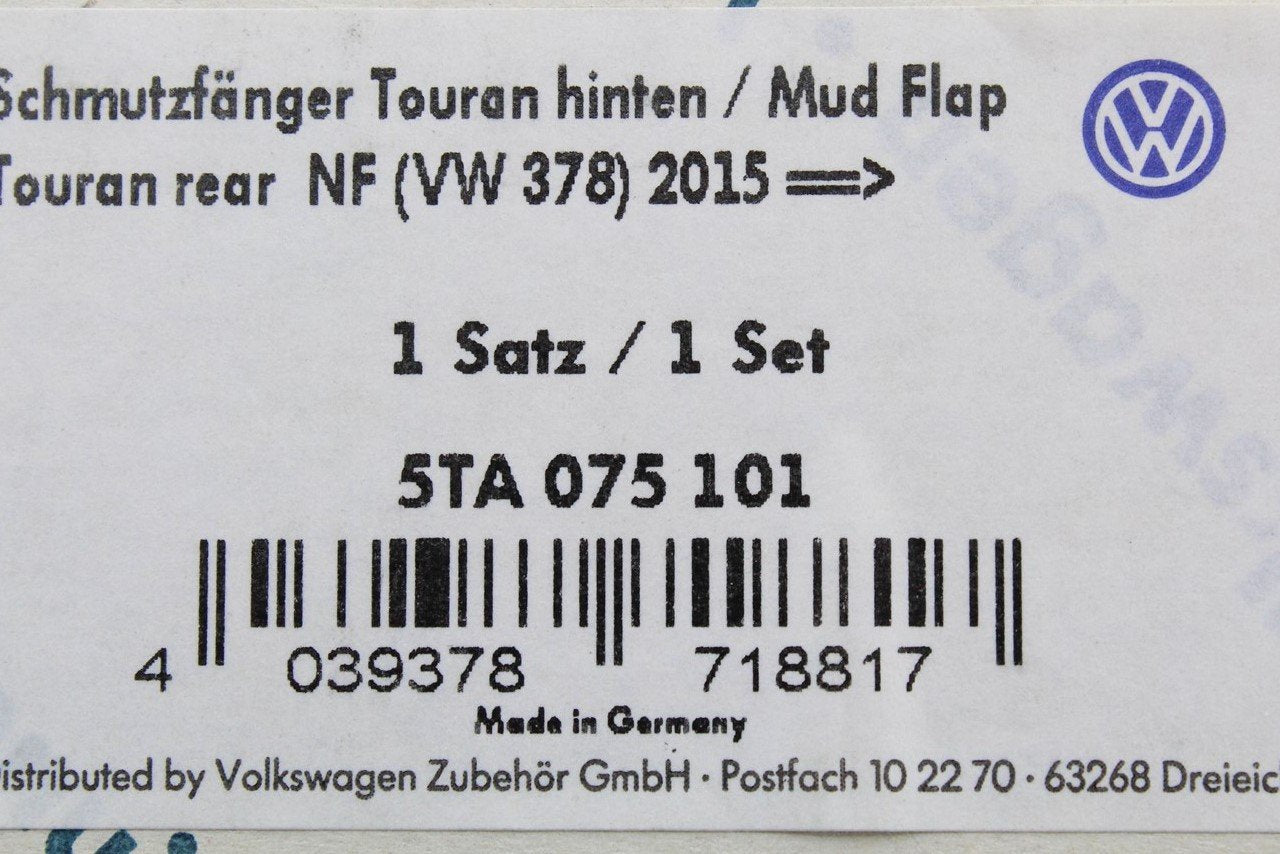 Schmutzfänger Touran hinten / Mud Flap
Touran rear NF (VW 378) 2015 ==>
1 Satz / 1 Set
5TA 075 101
4 039378 718817
Made in Germany
istributed by Volkswagen Zubehör GmbH · Postfach 10 22 70 · 63268 Dreieic